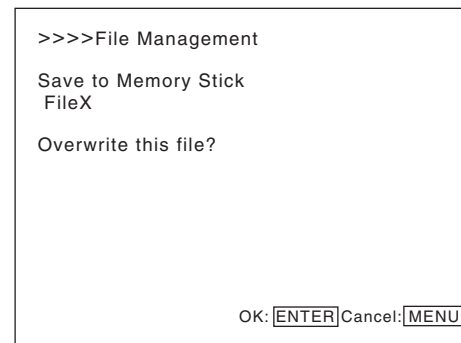 >>>>File Management
Save to Memory Stick
FileX
Overwrite this file?
OK: ENTER Cancel: MENU